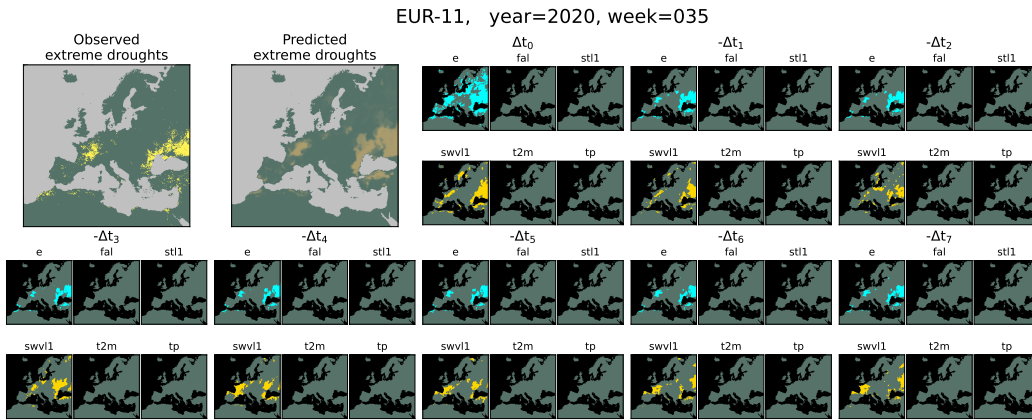 EUR-11, year=2020, week=035
Observed
extreme droughts
Predicted
extreme droughts
Δt0
-Δt1
-Δt2
e fal stl1
e fal stl1
e fal stl1
swvl1 t2m tp
swvl1 t2m tp
swvl1 t2m tp
-Δt3
-Δt4
-Δt5
-Δt6
-Δt7
e fal stl1
e fal stl1
e fal stl1
e fal stl1
e fal stl1
swvl1 t2m tp
swvl1 t2m tp
swvl1 t2m tp
swvl1 t2m tp
swvl1 t2m tp